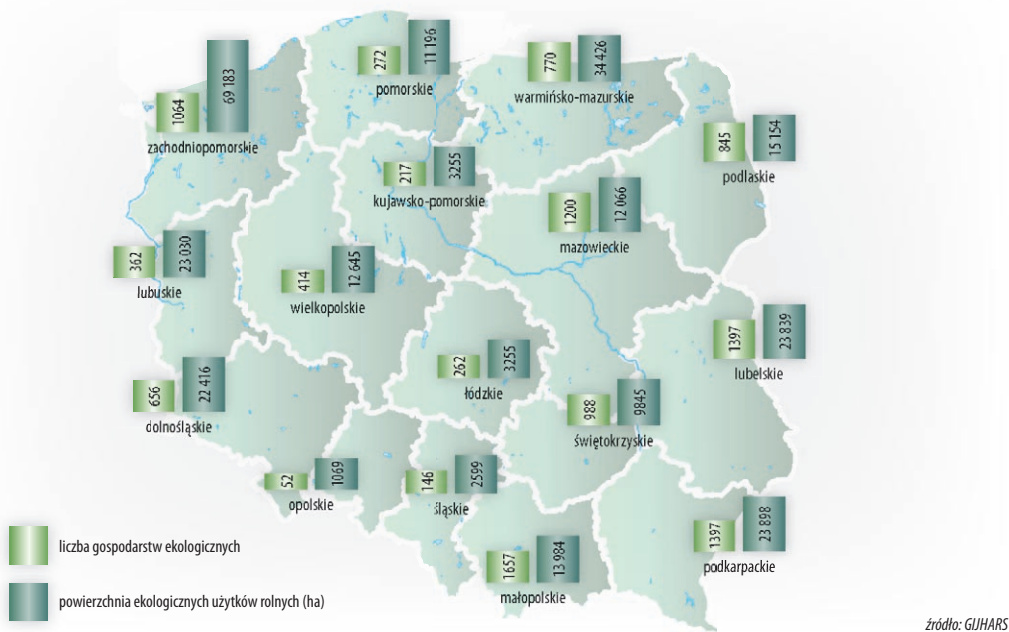 272
11 196
pomorskie
770
34 426
warmińsko-mazurskie
1064
69 183
zachodniopomorskie
845
15 154
podlaskie
217
3255
kujawsko-pomorskie
1200
12 066
mazowieckie
362
23 030
lubuskie
414
12 645
wielkopolskie
1397
23 839
lubelskie
262
3255
łódzkie
656
22 416
dolnośląskie
988
9845
świętokrzyskie
52
1069
opolskie
146
2599
śląskie
1397
23 898
podkarpackie
1657
13 984
małopolskie
liczba gospodarstw ekologicznych
powierzchnia ekologicznych użytków rolnych (ha)
źródło: GIJHARS